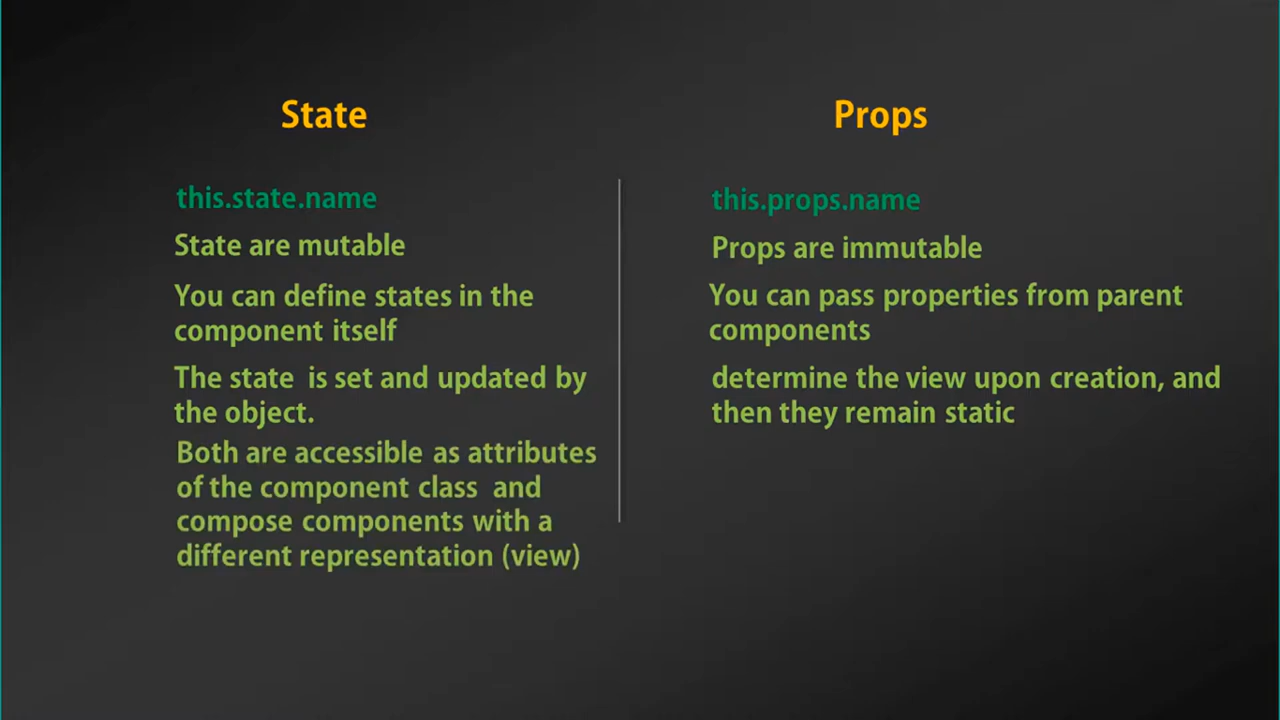 State
this.state.name
State are mutable
You can define states in the
component itself
The state is set and updated by
the object.
Both are accessible as attributes
of the component class and
compose components with a
different representation (view)
Props
this.props.name
Props are immutable
You can pass properties from parent
components
determine the view upon creation, and
then they remain static